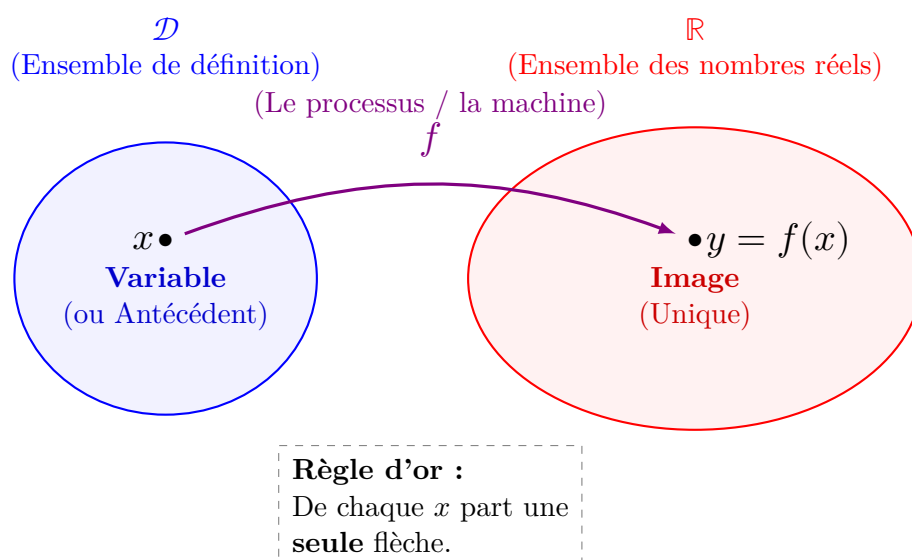 𝒟
(Ensemble de définition)
ℝ
(Ensemble des nombres réels)
(Le processus / la machine)
f
x
Variable
(ou Antécédent)
y = f(x)
Image
(Unique)
Règle d'or :
De chaque x part une
seule flèche.